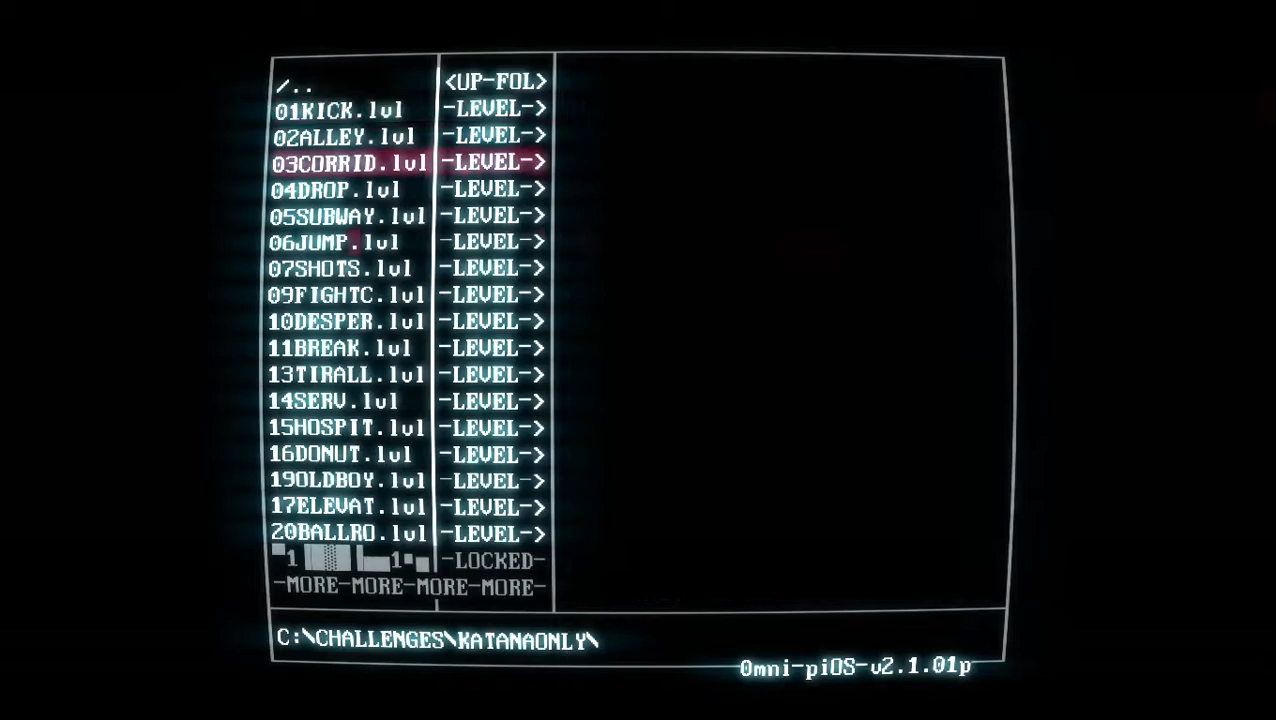 /.. <UP-FOL>
01KICK.lvl -LEVEL->
02ALLEY.lvl -LEVEL->
03CORRID.lvl -LEVEL->
04DROP.lvl -LEVEL->
05SUBWAY.lvl -LEVEL->
06JUMP.lvl -LEVEL->
07SHOTS.lvl -LEVEL->
09FIGHTC.lvl -LEVEL->
10DESPER.lvl -LEVEL->
11BREAK.lvl -LEVEL->
13TIRALL.lvl -LEVEL->
14SERV.lvl -LEVEL->
15HOSPIT.lvl -LEVEL->
16DONUT.lvl -LEVEL->
19OLDBOY.lvl -LEVEL->
17ELEVAT.lvl -LEVEL->
20BALLRO.lvl -LEVEL->
-LOCKED-
-MORE-MORE-MORE-MORE-
C:\CHALLENGES\KATANAONLY\
0mni-piOS-v2.1.01p